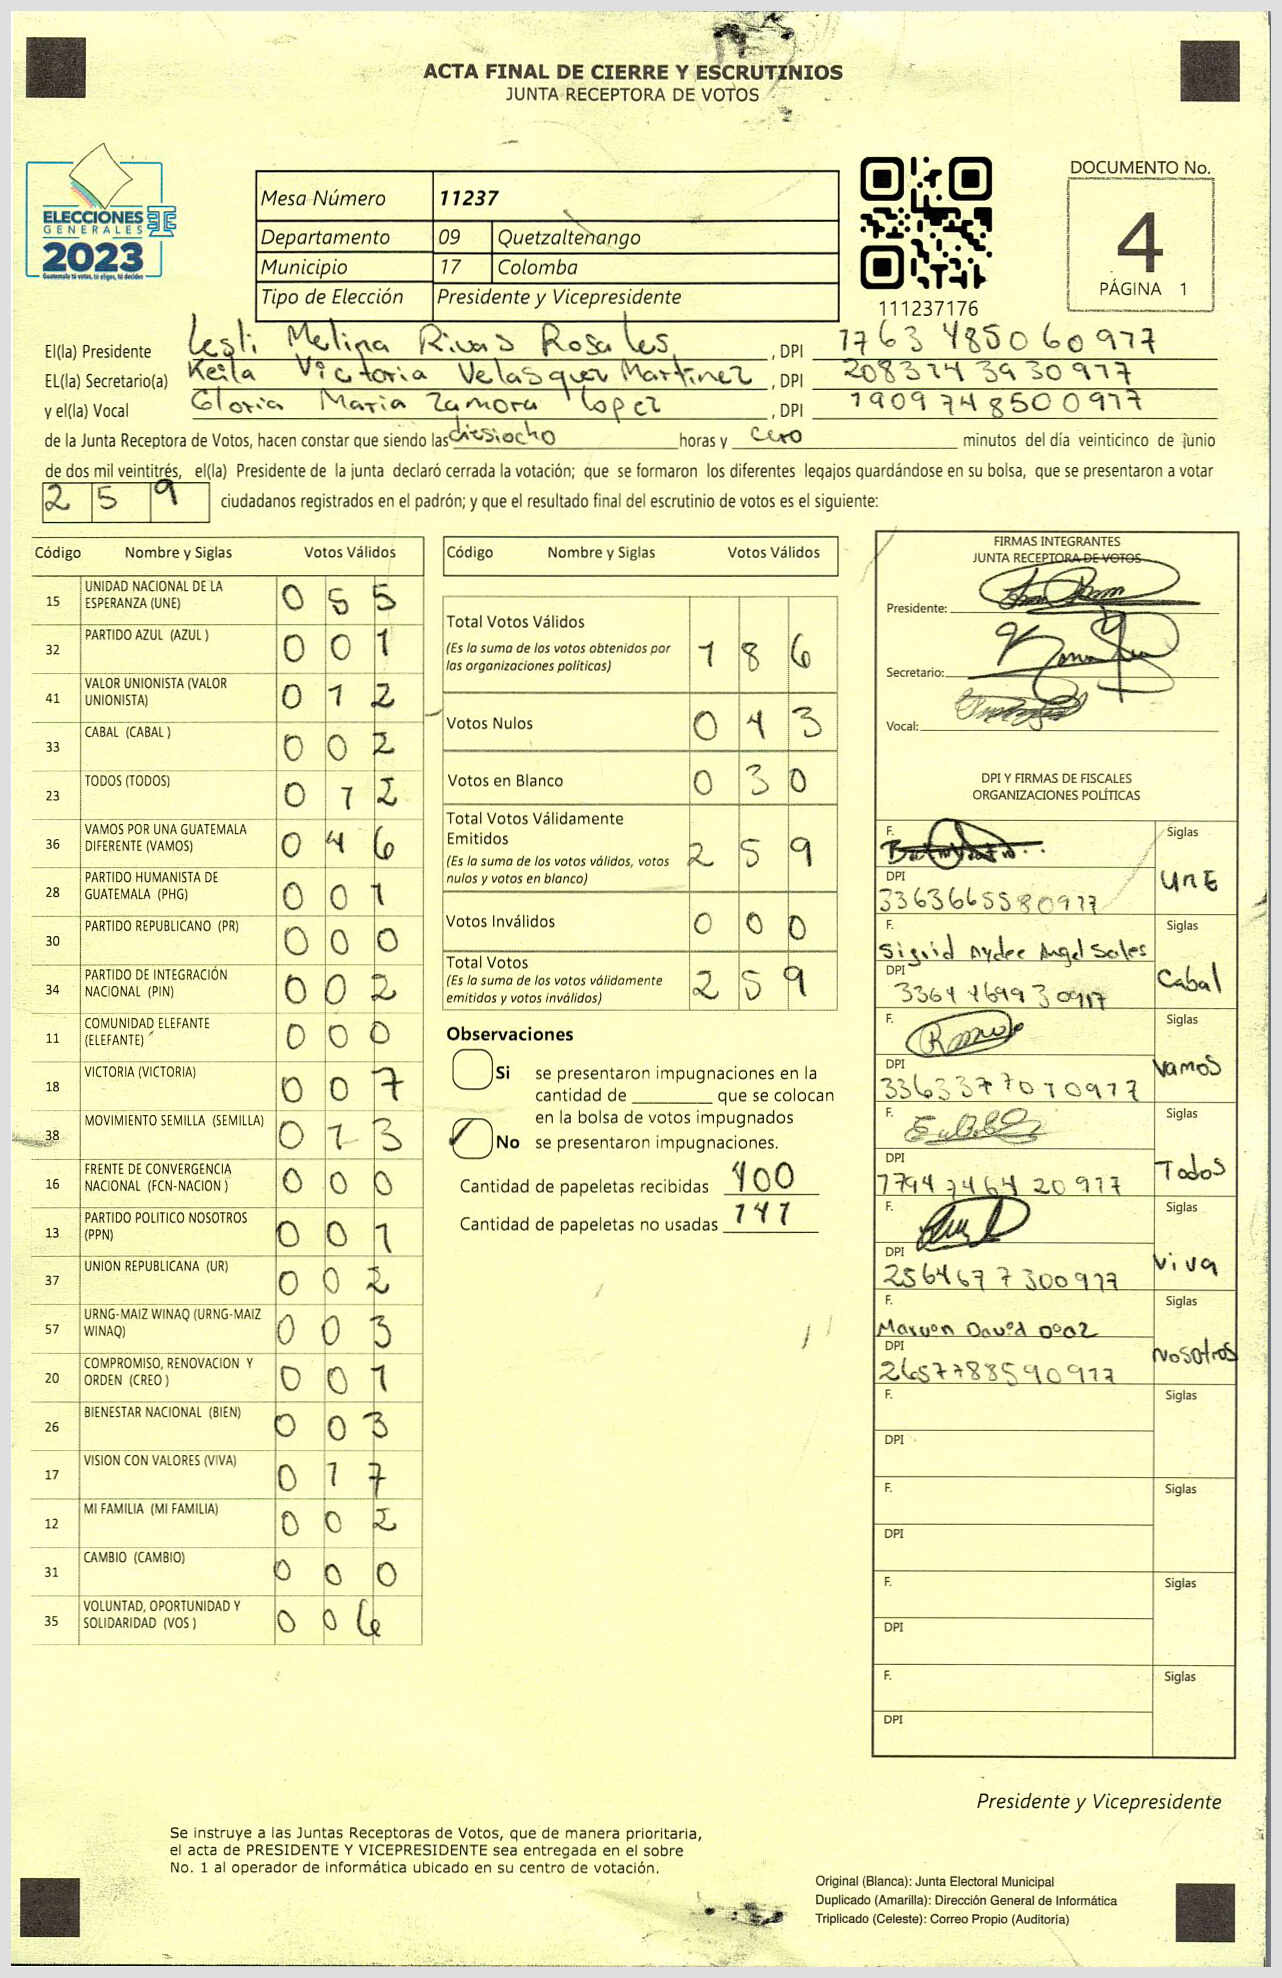 ACTA FINAL DE CIERRE Y ESCRUTINIOS
JUNTA RECEPTORA DE VOTOS
ELECCIONES
GENERALES
2023
Guatemala tú votas, tú eliges, tú decides
Mesa Número 11237
Departamento 09 Quetzaltenango
Municipio 17 Colomba
Tipo de Elección Presidente y Vicepresidente
111237176
DOCUMENTO No.
4
PÁGINA 1
El(la) Presidente Lesli Melina Rivas Rosales, DPI 1763 48506 0917
EL(la) Secretario(a) Keila Victoria Velasquez Martinez, DPI 2083743930917
y el(la) Vocal Gloria Maria Zamora Lopez, DPI 1909748500917
de la Junta Receptora de Votos, hacen constar que siendo las diesiocho horas y cero minutos del día veinticinco de junio
de dos mil veintitrés, el(la) Presidente de la junta declaró cerrada la votación; que se formaron los diferentes legajos guardándose en su bolsa, que se presentaron a votar
2 5 9 ciudadanos registrados en el padrón; y que el resultado final del escrutinio de votos es el siguiente:
Código Nombre y Siglas Votos Válidos
15 UNIDAD NACIONAL DE LA ESPERANZA (UNE) 0 5 5
32 PARTIDO AZUL (AZUL ) 0 0 1
41 VALOR UNIONISTA (VALOR UNIONISTA) 0 1 2
33 CABAL (CABAL ) 0 0 2
23 TODOS (TODOS) 0 1 2
36 VAMOS POR UNA GUATEMALA DIFERENTE (VAMOS) 0 4 6
28 PARTIDO HUMANISTA DE GUATEMALA (PHG) 0 0 1
30 PARTIDO REPUBLICANO (PR) 0 0 0
34 PARTIDO DE INTEGRACIÓN NACIONAL (PIN) 0 0 2
11 COMUNIDAD ELEFANTE (ELEFANTE) 0 0 0
18 VICTORIA (VICTORIA) 0 0 7
38 MOVIMIENTO SEMILLA (SEMILLA) 0 1 3
16 FRENTE DE CONVERGENCIA NACIONAL (FCN-NACION ) 0 0 0
13 PARTIDO POLITICO NOSOTROS (PPN) 0 0 1
37 UNION REPUBLICANA (UR) 0 0 2
57 URNG-MAIZ WINAQ (URNG-MAIZ WINAQ) 0 0 3
20 COMPROMISO, RENOVACION Y ORDEN (CREO ) 0 0 1
26 BIENESTAR NACIONAL (BIEN) 0 0 3
17 VISION CON VALORES (VIVA) 0 1 7
12 MI FAMILIA (MI FAMILIA) 0 0 2
31 CAMBIO (CAMBIO) 0 0 0
35 VOLUNTAD, OPORTUNIDAD Y SOLIDARIDAD (VOS ) 0 0 6
Código Nombre y Siglas Votos Válidos
Total Votos Válidos
(Es la suma de los votos obtenidos por
las organizaciones políticas) 1 8 6
Votos Nulos 0 4 3
Votos en Blanco 0 3 0
Total Votos Válidamente
Emitidos
(Es la suma de los votos válidos, votos
nulos y votos en blanco) 2 5 9
Votos Inválidos 0 0 0
Total Votos
(Es la suma de los votos válidamente
emitidos y votos inválidos) 2 5 9
Observaciones
Si se presentaron impugnaciones en la
cantidad de ________ que se colocan
en la bolsa de votos impugnados
No se presentaron impugnaciones.
Cantidad de papeletas recibidas 400
Cantidad de papeletas no usadas 141
FIRMAS INTEGRANTES
JUNTA RECEPTORA DE VOTOS
Presidente:
Secretario:
Vocal:
DPI Y FIRMAS DE FISCALES
ORGANIZACIONES POLÍTICAS
F. Siglas
UNE
DPI 3363665580917
F. Sigrid Aydee Angel Sales Siglas
Cabal
DPI 3364469930917
F. Siglas
Vamos
DPI 3363377010917
F. Siglas
Todos
DPI 1794746420917
F. Siglas
Viva
DPI 2564677300917
F. Siglas
Nosotros
DPI 2657788590917
F. Siglas
DPI
F. Siglas
DPI
F. Siglas
DPI
F. Siglas
DPI
Presidente y Vicepresidente
Se instruye a las Juntas Receptoras de Votos, que de manera prioritaria,
el acta de PRESIDENTE Y VICEPRESIDENTE sea entregada en el sobre
No. 1 al operador de informática ubicado en su centro de votación.
Original (Blanca): Junta Electoral Municipal
Duplicado (Amarilla): Dirección General de Informática
Triplicado (Celeste): Correo Propio (Auditoría)